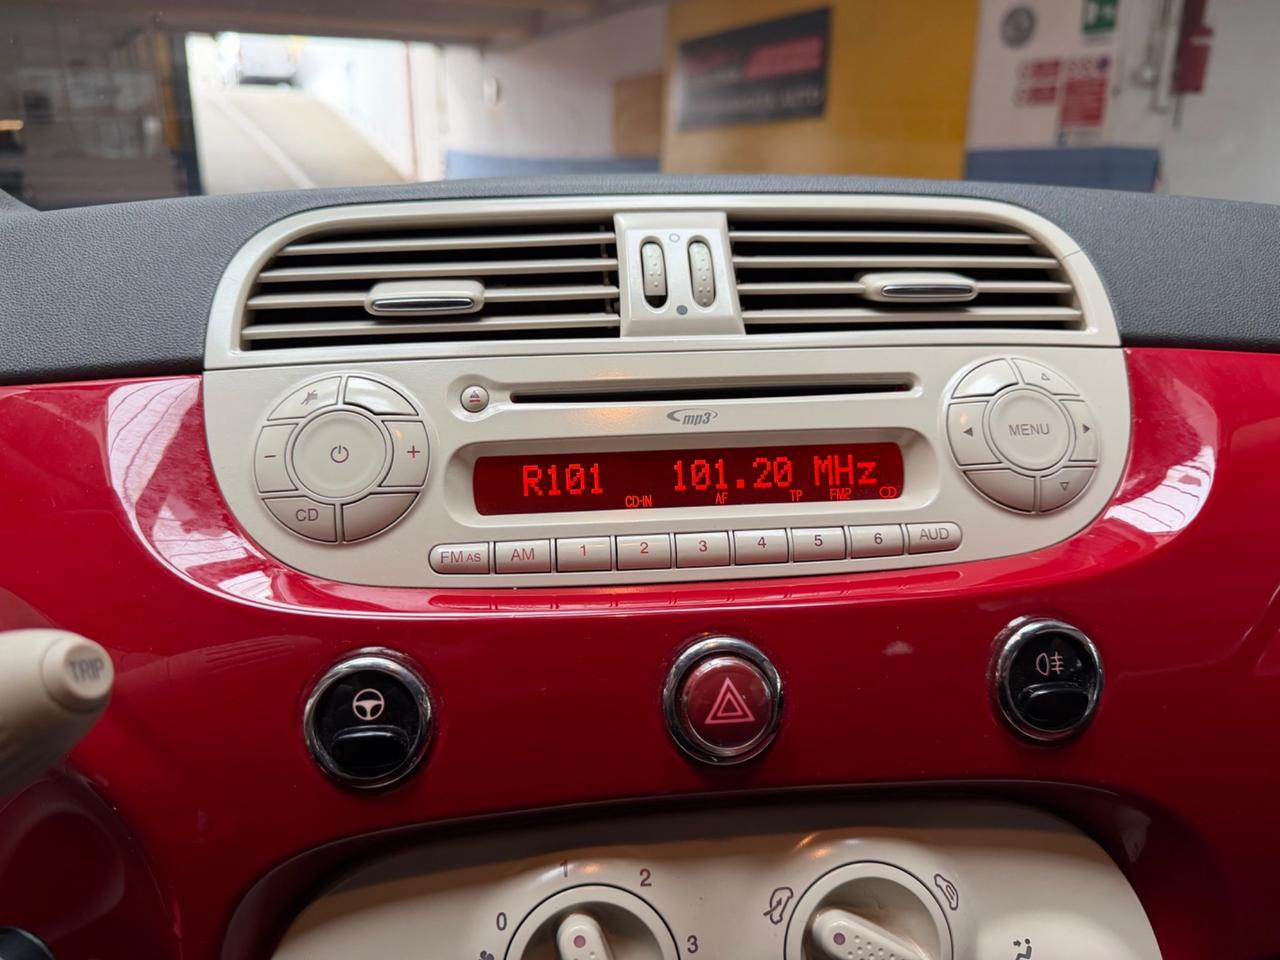 mp3
R101 101.20 MHz
CD-IN AF TP FM2
− + MENU
CD
FM AS AM 1 2 3 4 5 6 AUD
TRIP
1 2
0 3